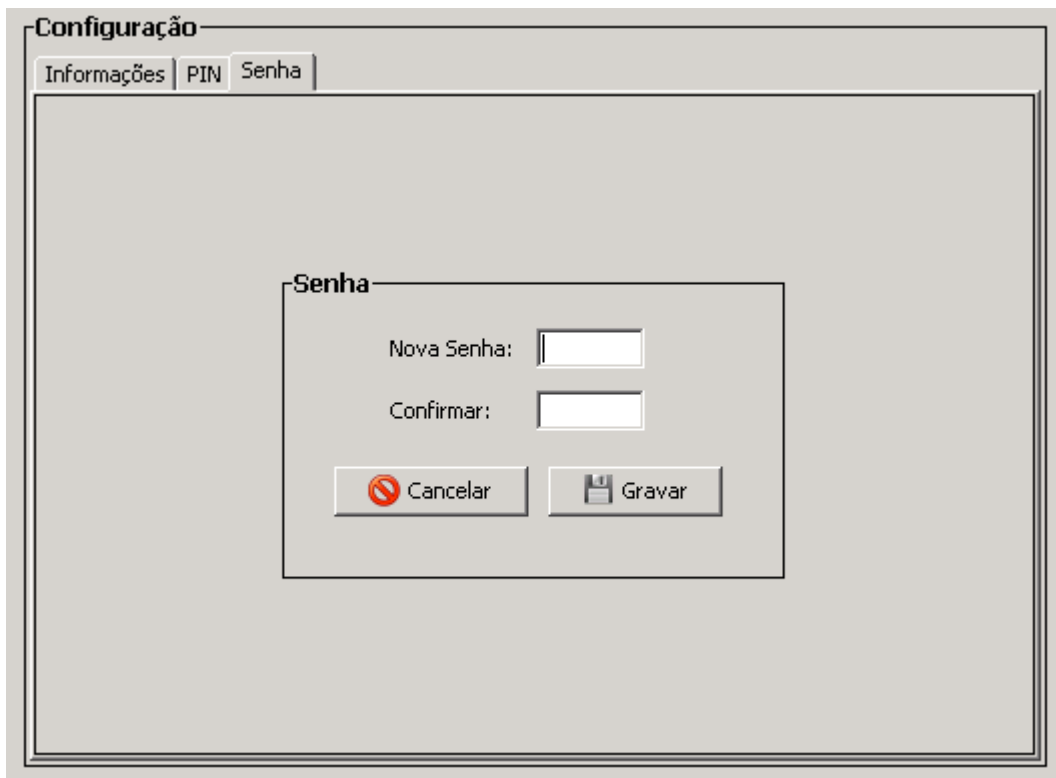 Configuração
Informações PIN Senha
Senha
Nova Senha:
Confirmar:
Cancelar Gravar